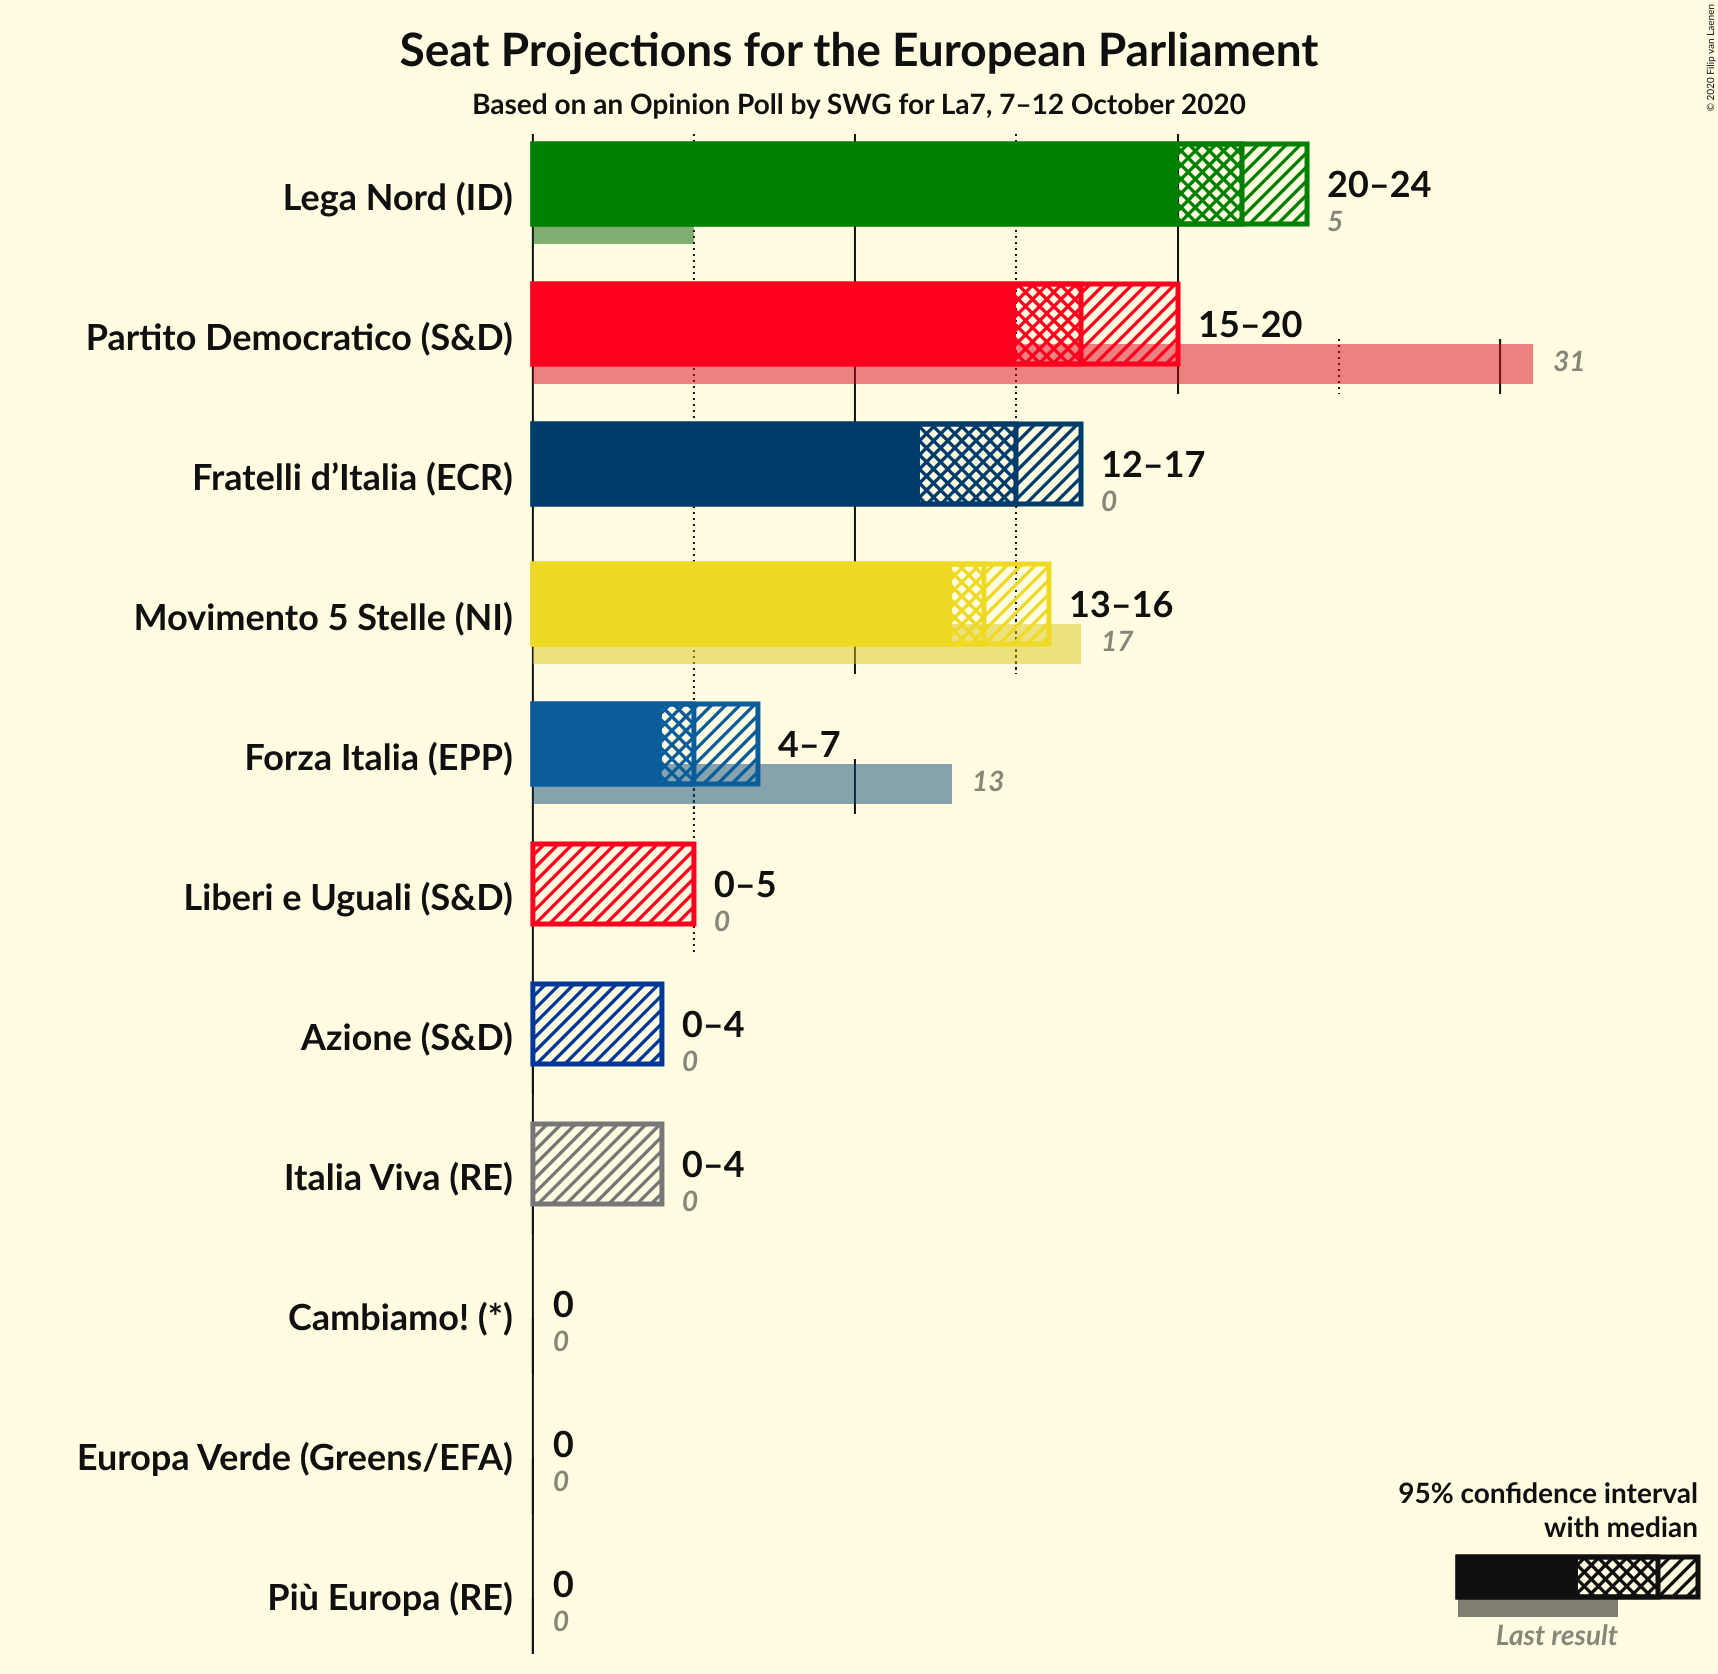 Seat Projections for the European Parliament
Based on an Opinion Poll by SWG for La7, 7–12 October 2020
© 2020 Filip van Laenen
Lega Nord (ID)
20–24
5
Partito Democratico (S&D)
15–20
31
Fratelli d’Italia (ECR)
12–17
0
Movimento 5 Stelle (NI)
13–16
17
Forza Italia (EPP)
4–7
13
Liberi e Uguali (S&D)
0–5
0
Azione (S&D)
0–4
0
Italia Viva (RE)
0–4
0
Cambiamo! (*)
0
0
Europa Verde (Greens/EFA)
0
0
Più Europa (RE)
0
0
95% confidence interval
with median
Last result